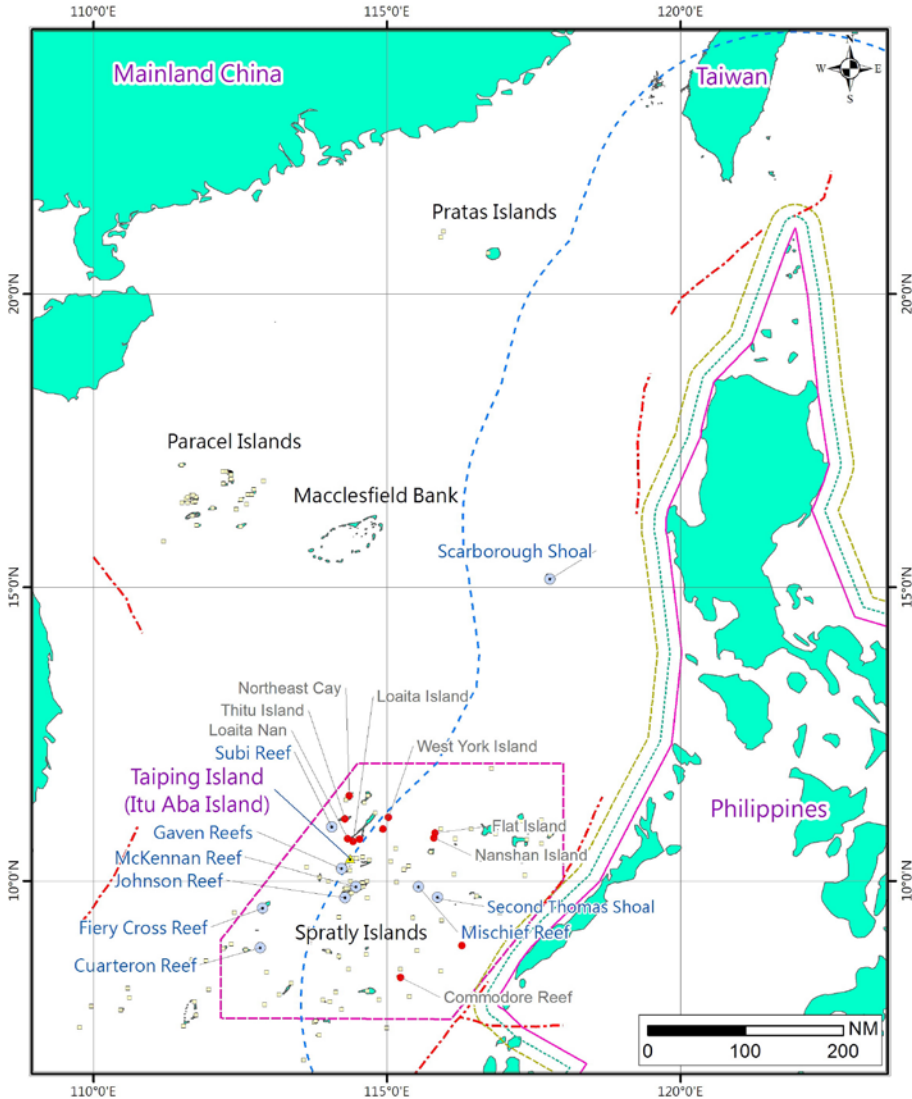 110°0'E 115°0'E 120°0'E
Mainland China
Taiwan
N
W E
S
Pratas Islands
20°0'N 20°0'N
Paracel Islands
Macclesfield Bank
Scarborough Shoal
15°0'N 15°0'N
Northeast Cay
Loaita Island
Thitu Island
Loaita Nan
West York Island
Subi Reef
Taiping Island
(Itu Aba Island)
Philippines
Gaven Reefs
Flat Island
McKennan Reef
Nanshan Island
10°0'N 10°0'N
Johnson Reef
Second Thomas Shoal
Fiery Cross Reef
Spratly Islands
Mischief Reef
Cuarteron Reef
Commodore Reef
NM
0 100 200
110°0'E 115°0'E 120°0'E